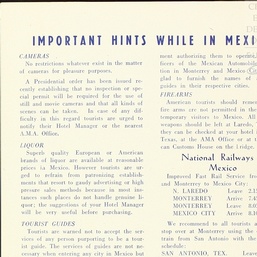 IMPORTANT HINTS WHILE IN MEXI
CAMERAS
No restrictions whatever exist in the matter
of cameras for pleasure purposes.
A Presidential order has been issued re-
cently establishing that no inspection or spe-
cial permit will be required for the use of
still and movie cameras and that all kinds of
scenes can be taken. In case of any dif-
ficulties in this regard tourists are urged to
notify their Hotel Manager or the nearest
A.M.A. Office.
LIQUOR
Superb quality European or American
brands of liquor are available at reasonable
prices in Mexico. However tourists are ur-
ged to refrain from patronizing establish-
ments that resort to gaudy advertising or high
pressure sales methods because in most ins-
tances such places do not handle genuine li-
quor; the suggestions of your Hotel Manager
will be very useful before purchasing.
TOURIST GUIDES
Tourists are warned not to accept the ser-
vices of any person purporting to be a tour-
ist guide. The services of guides are not ne-
cessary when entering any city in Mexico but
ment authorizing them to operate
ficers of the Mexican Automobile
tion in Monterrey and Mexico
glad to furnish the names of
guides in their respective cities.
FIREARMS
American tourists should
fire arms are not permitted in the
temporary visitors to Mexico. All
weapons should be left at Laredo,
they can be checked at your hotel
Texas, at the AMA Office or at
can Customs House on the bridge.
National Railways
Mexico
Improved Fast Rail Service
and Monterrey to Mexico City:
N. LAREDO Leave
MONTERREY Arrive
MONTERREY Leave
MEXICO CITY Arrive
We recommend to all tourists
stop over at Monterrey using the
train from San Antonio with the
schedule:
SAN ANTONIO, TEX. Leave